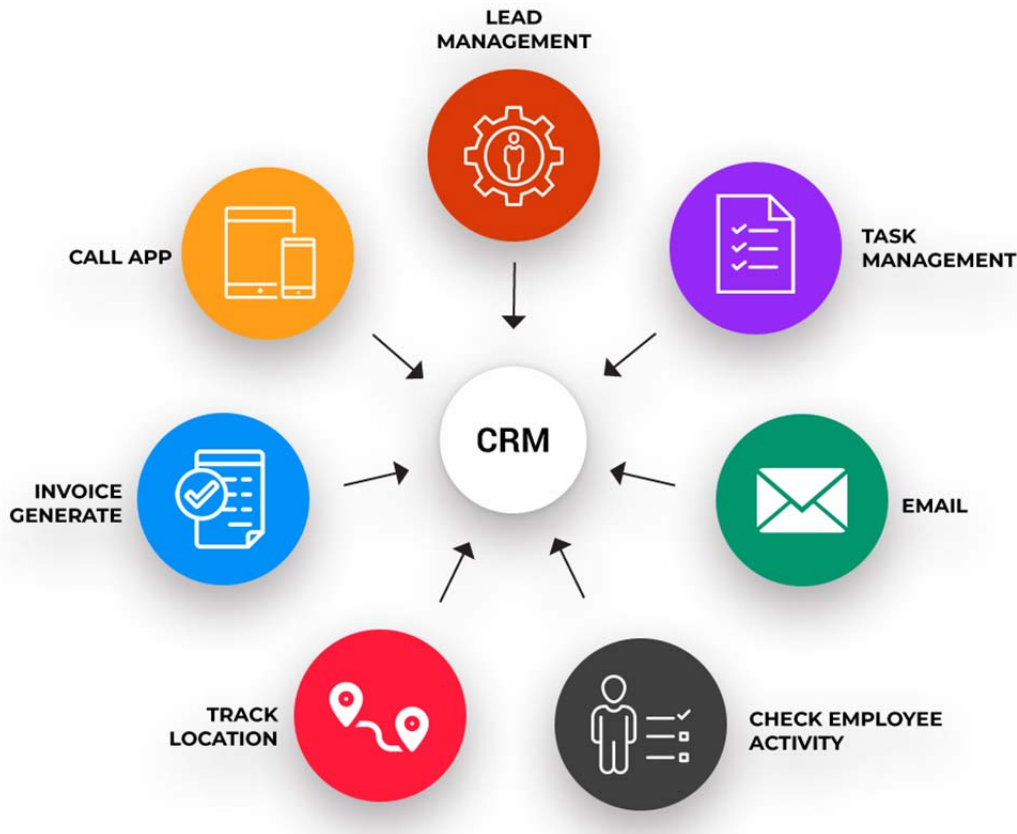 LEAD
MANAGEMENT
TASK
MANAGEMENT
CALL APP
CRM
INVOICE
GENERATE
EMAIL
TRACK
LOCATION
CHECK EMPLOYEE
ACTIVITY